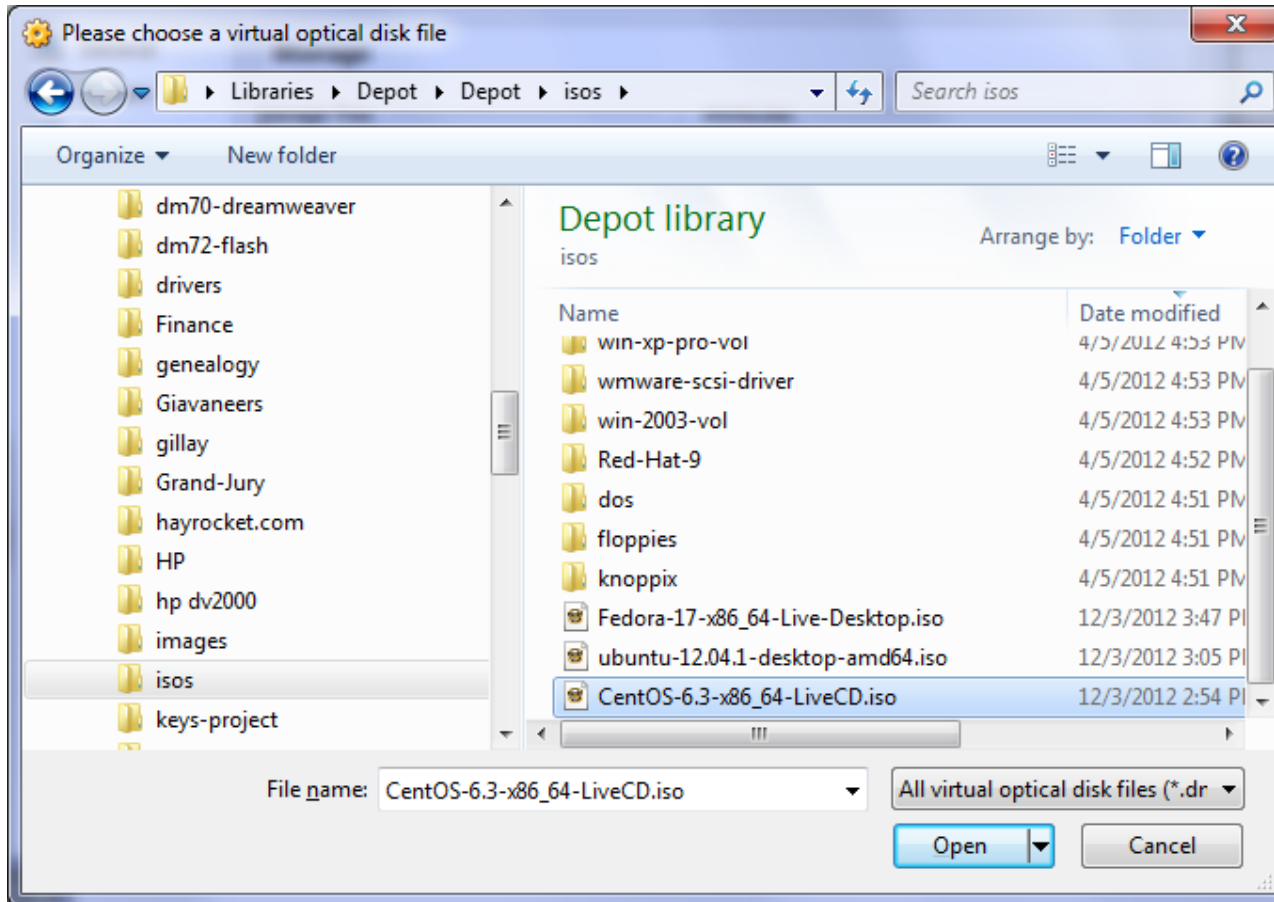 Please choose a virtual optical disk file
Libraries Depot Depot isos
Search isos
Organize New folder
dm70-dreamweaver
dm72-flash
drivers
Finance
genealogy
Giavaneers
gillay
Grand-Jury
hayrocket.com
HP
hp dv2000
images
isos
keys-project
Depot library
isos
Arrange by: Folder
Name Date modified
win-xp-pro-vol 4/5/2012 4:53 PM
wmware-scsi-driver 4/5/2012 4:53 PM
win-2003-vol 4/5/2012 4:53 PM
Red-Hat-9 4/5/2012 4:52 PM
dos 4/5/2012 4:51 PM
floppies 4/5/2012 4:51 PM
knoppix 4/5/2012 4:51 PM
Fedora-17-x86_64-Live-Desktop.iso 12/3/2012 3:47 P
ubuntu-12.04.1-desktop-amd64.iso 12/3/2012 3:05 P
CentOS-6.3-x86_64-LiveCD.iso 12/3/2012 2:54 P
File name: CentOS-6.3-x86_64-LiveCD.iso
All virtual optical disk files (*.dr
Open Cancel